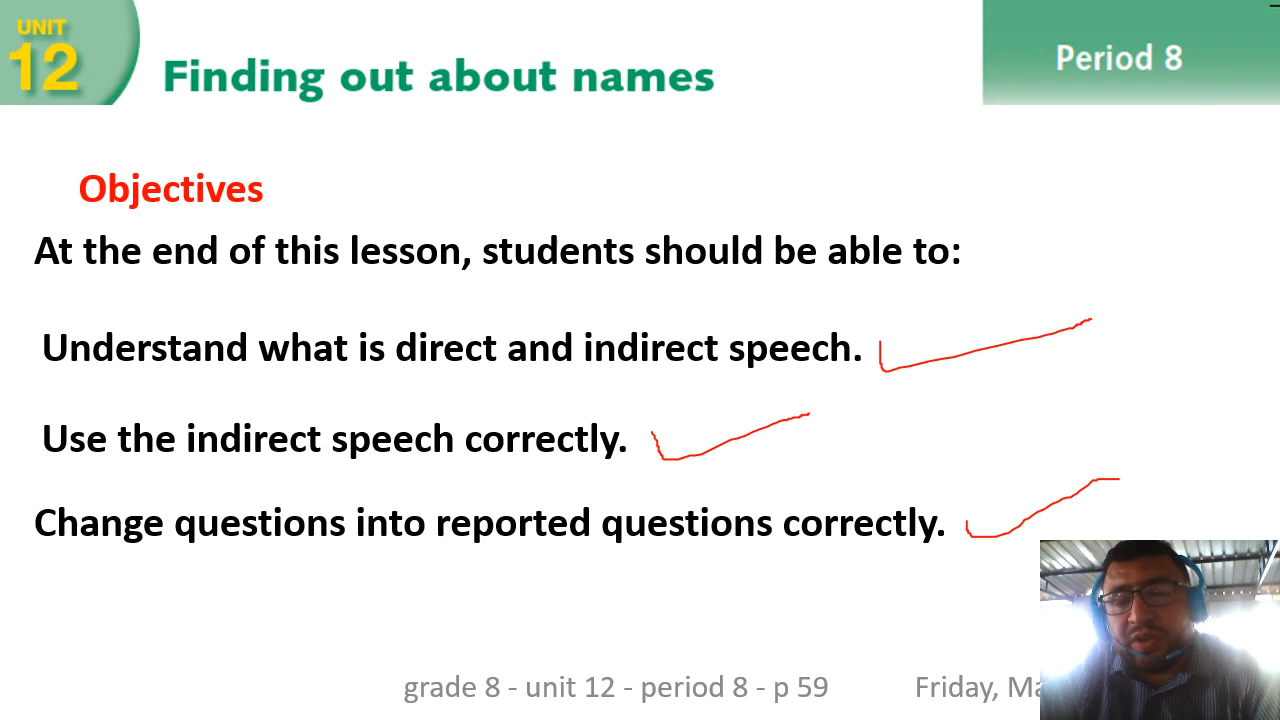 UNIT
12
Finding out about names
Period 8
Objectives
At the end of this lesson, students should be able to:
Understand what is direct and indirect speech.
Use the indirect speech correctly.
Change questions into reported questions correctly.
grade 8 - unit 12 - period 8 - p 59
Friday,